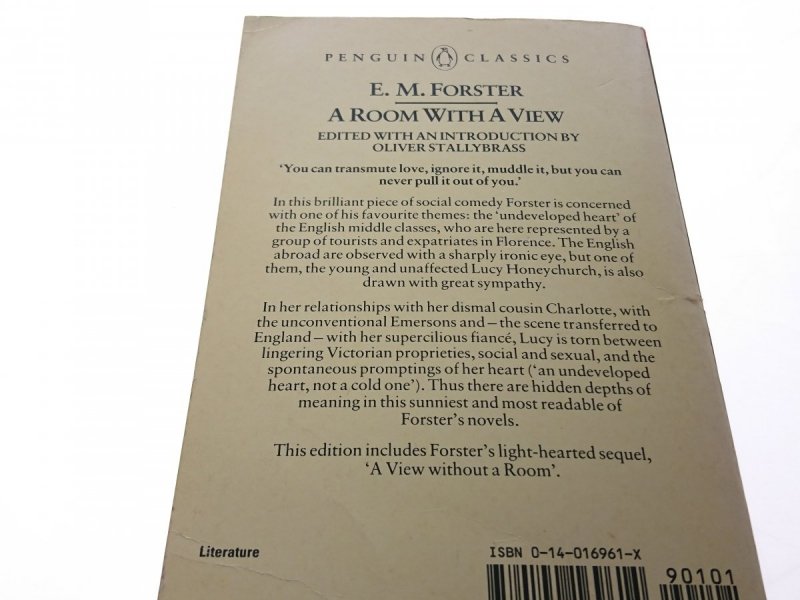 PENGUIN CLASSICS
E. M. FORSTER
A ROOM WITH A VIEW
EDITED WITH AN INTRODUCTION BY
OLIVER STALLYBRASS
‘You can transmute love, ignore it, muddle it, but you can
never pull it out of you.’
In this brilliant piece of social comedy Forster is concerned
with one of his favourite themes: the ‘undeveloped heart’ of
the English middle classes, who are here represented by a
group of tourists and expatriates in Florence. The English
abroad are observed with a sharply ironic eye, but one of
them, the young and unaffected Lucy Honeychurch, is also
drawn with great sympathy.
In her relationships with her dismal cousin Charlotte, with
the unconventional Emersons and – the scene transferred to
England – with her supercilious fiancé, Lucy is torn between
lingering Victorian proprieties, social and sexual, and the
spontaneous promptings of her heart (‘an undeveloped
heart, not a cold one’). Thus there are hidden depths of
meaning in this sunniest and most readable of
Forster’s novels.
This edition includes Forster’s light-hearted sequel,
‘A View without a Room’.
Literature
ISBN 0-14-016961-X
90101